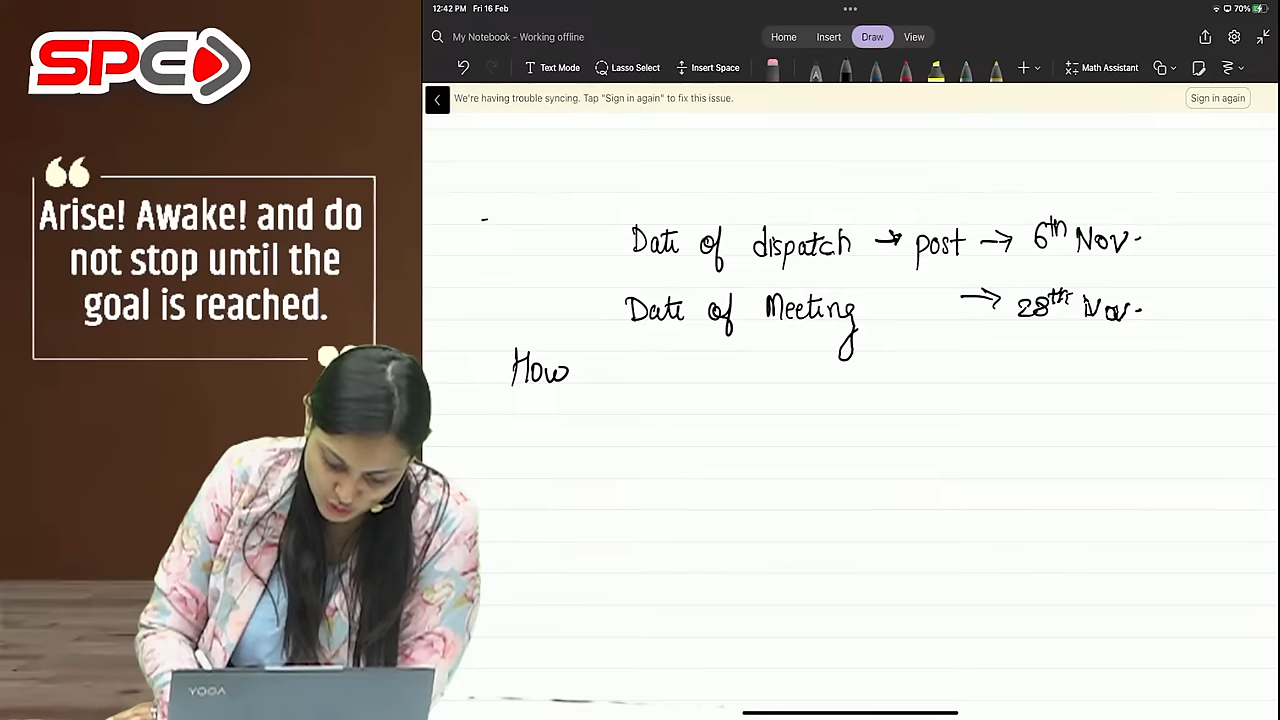 SPC
Arise! Awake! and do
not stop until the
goal is reached.
YOGA
12:42 PM Fri 16 Feb
70%
My Notebook - Working offline
Home Insert Draw View
Text Mode Lasso Select Insert Space Math Assistant
We're having trouble syncing. Tap "Sign in again" to fix this issue.
Sign in again
Date of dispatch → post → 6th Nov.
Date of Meeting → 28th Nov.
How